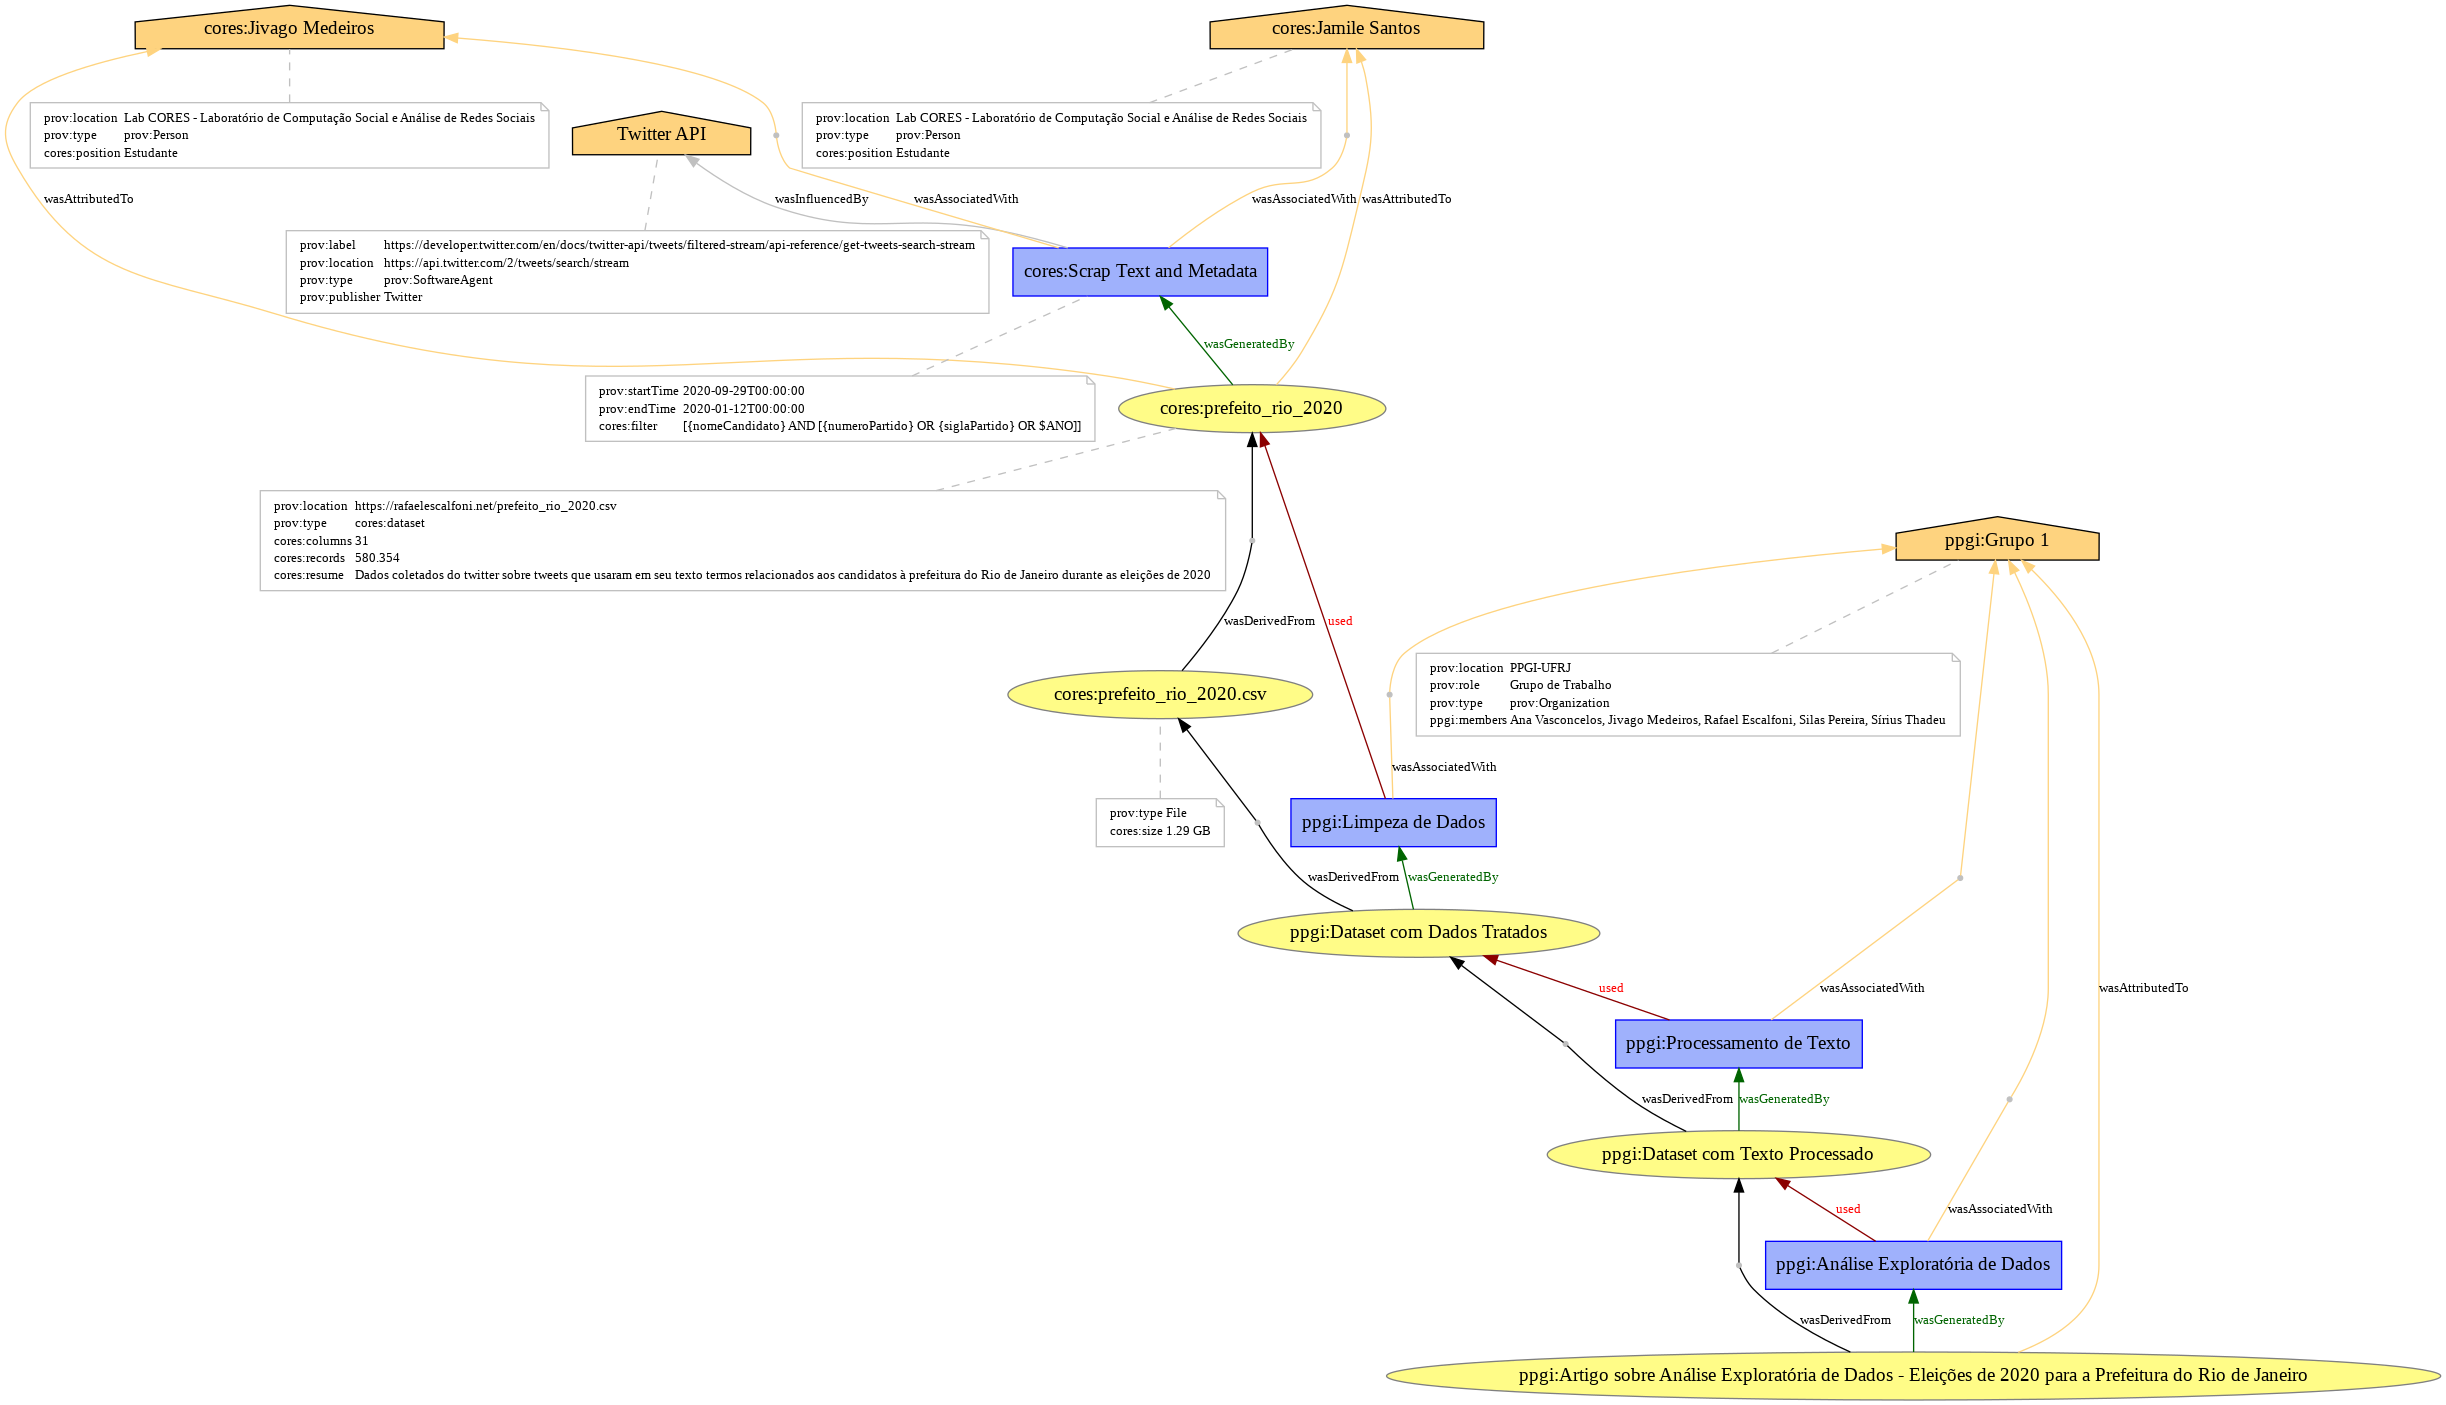 cores:Jivago Medeiros
cores:Jamile Santos
prov:location Lab CORES - Laboratório de Computação Social e Análise de Redes Sociais
prov:type prov:Person
cores:position Estudante
Twitter API
prov:location Lab CORES - Laboratório de Computação Social e Análise de Redes Sociais
prov:type prov:Person
cores:position Estudante
wasAttributedTo
wasInfluencedBy
wasAssociatedWith
wasAssociatedWith
wasAttributedTo
prov:label https://developer.twitter.com/en/docs/twitter-api/tweets/filtered-stream/api-reference/get-tweets-search-stream
prov:location https://api.twitter.com/2/tweets/search/stream
prov:type prov:SoftwareAgent
prov:publisher Twitter
cores:Scrap Text and Metadata
wasGeneratedBy
prov:startTime 2020-09-29T00:00:00
prov:endTime 2020-01-12T00:00:00
cores:filter [{nomeCandidato} AND [{numeroPartido} OR {siglaPartido} OR $ANO]]
cores:prefeito_rio_2020
prov:location https://rafaelescalfoni.net/prefeito_rio_2020.csv
prov:type cores:dataset
cores:columns 31
cores:records 580.354
cores:resume Dados coletados do twitter sobre tweets que usaram em seu texto termos relacionados aos candidatos à prefeitura do Rio de Janeiro durante as eleições de 2020
ppgi:Grupo 1
wasDerivedFrom
used
cores:prefeito_rio_2020.csv
prov:location PPGI-UFRJ
prov:role Grupo de Trabalho
prov:type prov:Organization
ppgi:members Ana Vasconcelos, Jivago Medeiros, Rafael Escalfoni, Silas Pereira, Sírius Thadeu
wasAssociatedWith
prov:type File
cores:size 1.29 GB
ppgi:Limpeza de Dados
wasDerivedFrom
wasGeneratedBy
ppgi:Dataset com Dados Tratados
used
wasAssociatedWith
wasAttributedTo
ppgi:Processamento de Texto
wasDerivedFrom
wasGeneratedBy
ppgi:Dataset com Texto Processado
used
wasAssociatedWith
ppgi:Análise Exploratória de Dados
wasDerivedFrom
wasGeneratedBy
ppgi:Artigo sobre Análise Exploratória de Dados - Eleições de 2020 para a Prefeitura do Rio de Janeiro